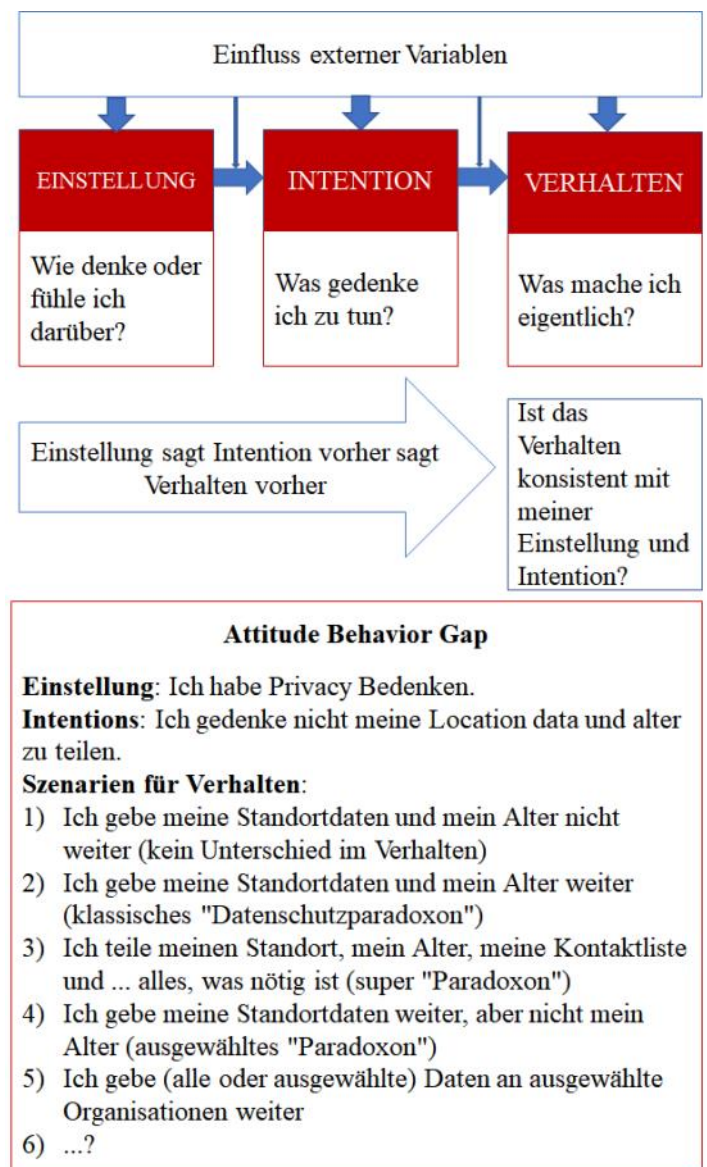 Einfluss externer Variablen
EINSTELLUNG
INTENTION
VERHALTEN
Wie denke oder
fühle ich
darüber?
Was gedenke
ich zu tun?
Was mache ich
eigentlich?
Einstellung sagt Intention vorher sagt
Verhalten vorher
Ist das
Verhalten
konsistent mit
meiner
Einstellung und
Intention?
Attitude Behavior Gap
Einstellung: Ich habe Privacy Bedenken.
Intentions: Ich gedenke nicht meine Location data und alter
zu teilen.
Szenarien für Verhalten:
1) Ich gebe meine Standortdaten und mein Alter nicht
weiter (kein Unterschied im Verhalten)
2) Ich gebe meine Standortdaten und mein Alter weiter
(klassisches "Datenschutzparadoxon")
3) Ich teile meinen Standort, mein Alter, meine Kontaktliste
und ... alles, was nötig ist (super "Paradoxon")
4) Ich gebe meine Standortdaten weiter, aber nicht mein
Alter (ausgewähltes "Paradoxon")
5) Ich gebe (alle oder ausgewählte) Daten an ausgewählte
Organisationen weiter
6) ...?